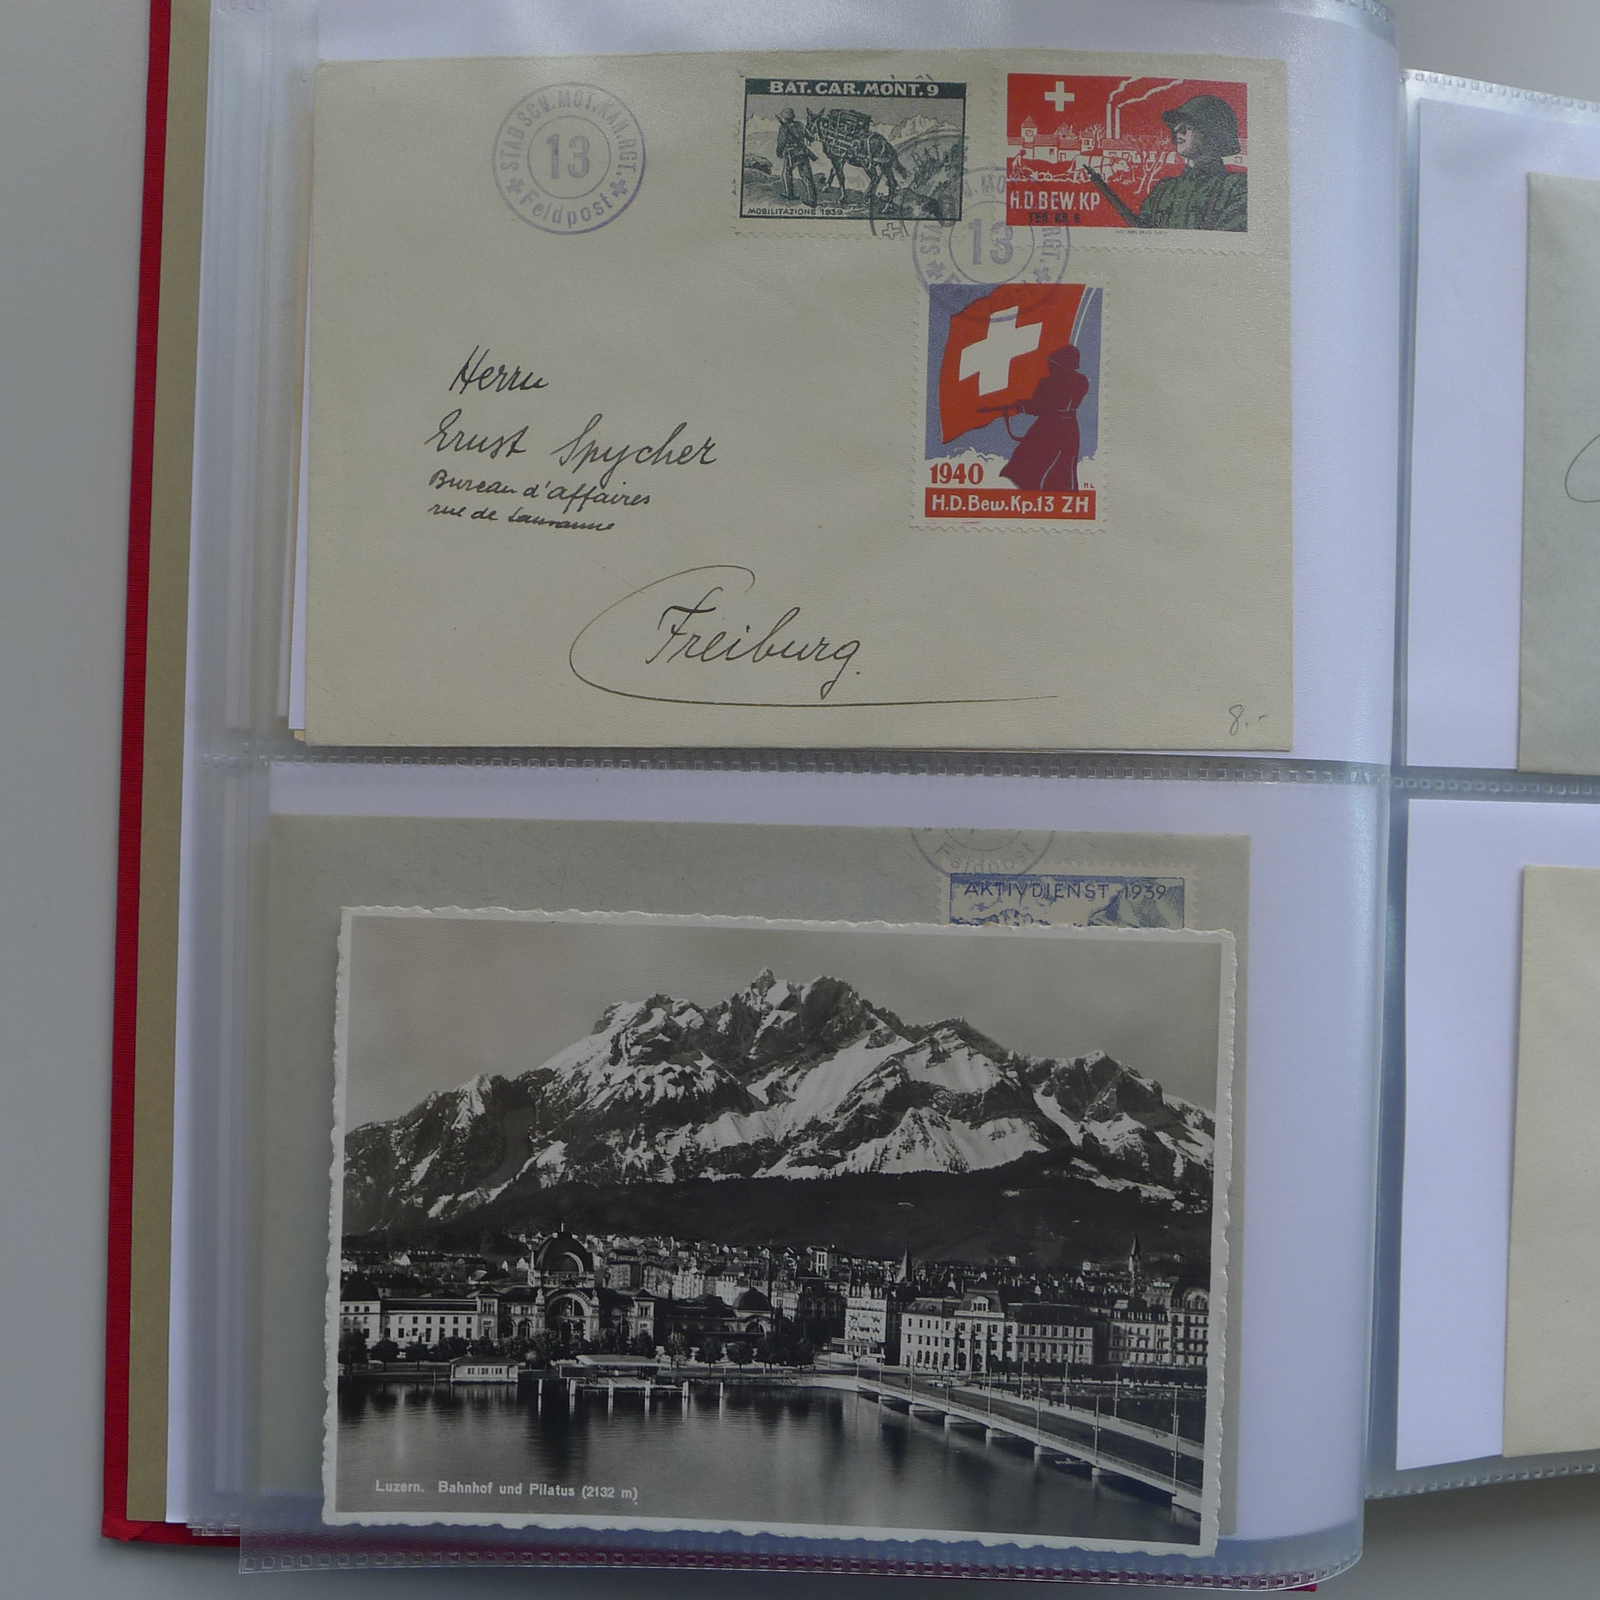 STAB SCH.MOT.KAN.RGT.
13
Feldpost
BAT. CAR. MONT. 9
MOBILITAZIONE 1939
H.D. BEW. KP
TER. KR. 6
13
1940
H.D. Bew. Kp. 13 ZH
Herrn
Ernst Spycher
Bureau d'affaires
rue de Lausanne
Freiburg.
8.-
Feldpost
AKTIVDIENST 1939
Luzern. Bahnhof und Pilatus (2132 m)